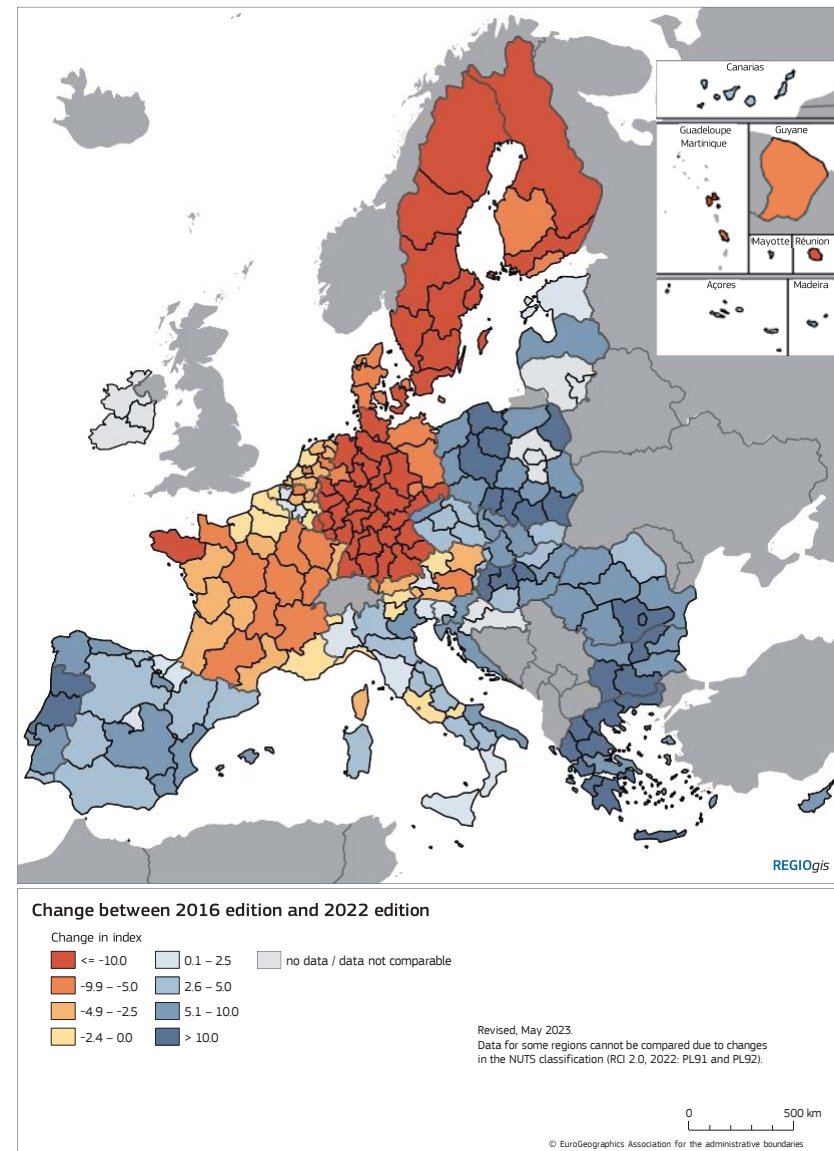 Canarias
Guadeloupe
Martinique
Guyane
Mayotte
Réunion
Açores
Madeira
REGIOgis
Change between 2016 edition and 2022 edition
Change in index
<= -10.0
0.1 – 2.5
no data / data not comparable
-9.9 – -5.0
2.6 – 5.0
-4.9 – -2.5
5.1 – 10.0
-2.4 – 0.0
> 10.0
Revised, May 2023.
Data for some regions cannot be compared due to changes
in the NUTS classification (RCI 2.0, 2022: PL91 and PL92).
0
500 km
© EuroGeographics Association for the administrative boundaries